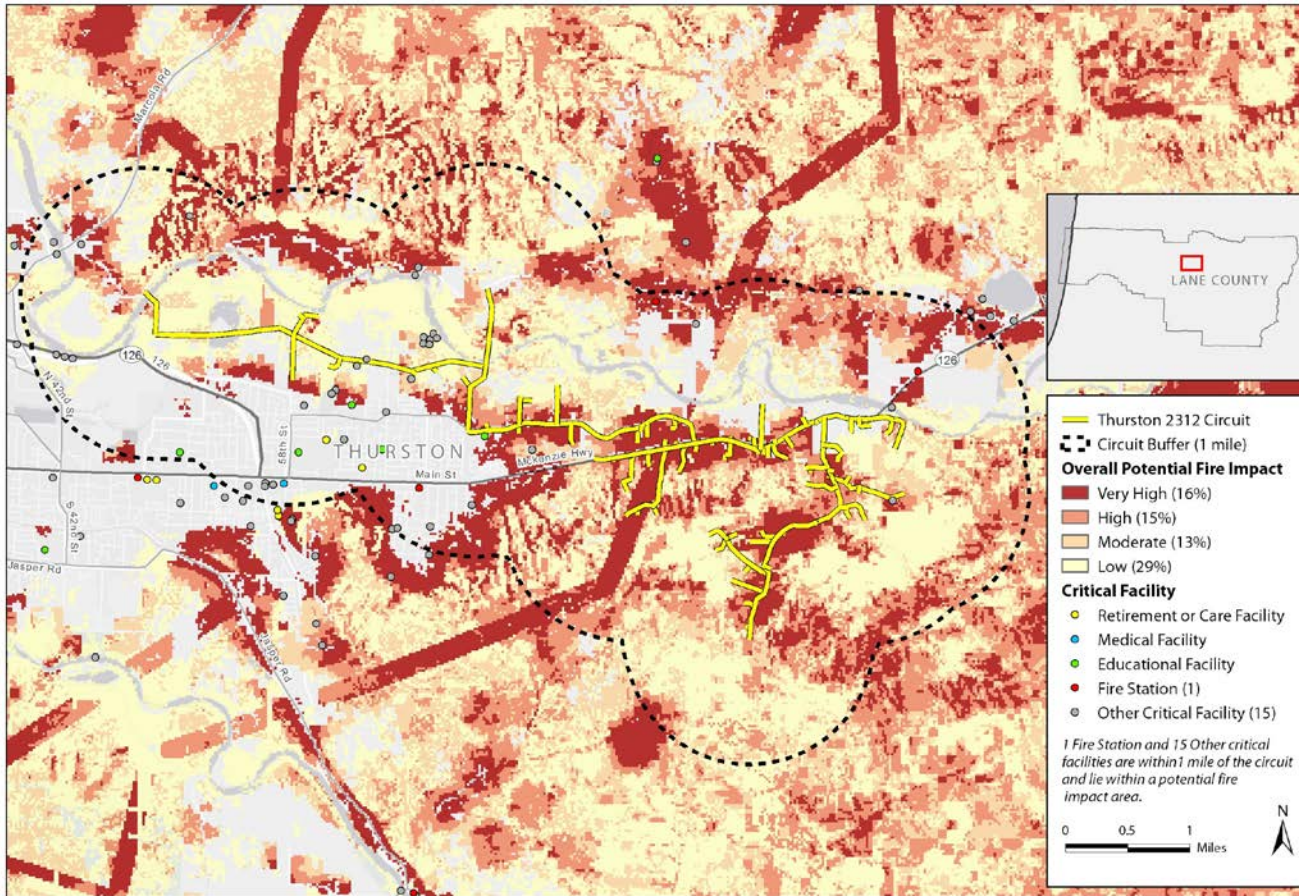 Marcola Rd
LANE COUNTY
126
126
126
N 42nd St
58th St
THURSTON
Main St
McKenzie Hwy
S 42nd St
Jasper Rd
Jasper Rd
Thurston 2312 Circuit
Circuit Buffer (1 mile)
Overall Potential Fire Impact
Very High (16%)
High (15%)
Moderate (13%)
Low (29%)
Critical Facility
Retirement or Care Facility
Medical Facility
Educational Facility
Fire Station (1)
Other Critical Facility (15)
1 Fire Station and 15 Other critical
facilities are within 1 mile of the circuit
and lie within a potential fire
impact area.
N
0 0.5 1
Miles